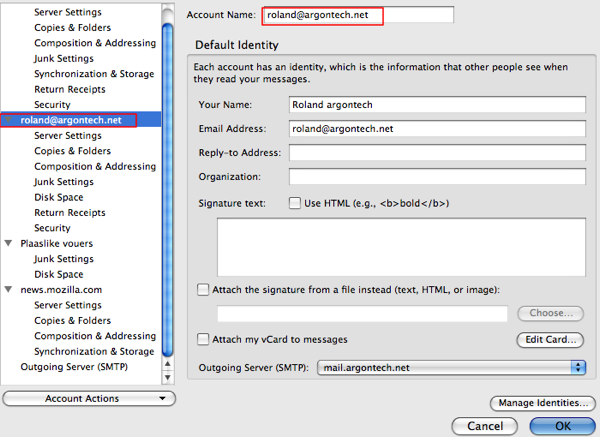 Server Settings
Copies & Folders
Composition & Addressing
Junk Settings
Synchronization & Storage
Return Receipts
Security
roland@argontech.net
Server Settings
Copies & Folders
Composition & Addressing
Junk Settings
Disk Space
Return Receipts
Security
Plaaslike vouers
Junk Settings
Disk Space
news.mozilla.com
Server Settings
Copies & Folders
Composition & Addressing
Synchronization & Storage
Outgoing Server (SMTP)
Account Actions
Account Name: roland@argontech.net
Default Identity
Each account has an identity, which is the information that other people see when
they read your messages.
Your Name: Roland argontech
Email Address: roland@argontech.net
Reply-to Address:
Organization:
Signature text: Use HTML (e.g., <b>bold</b>)
Attach the signature from a file instead (text, HTML, or image):
Choose...
Attach my vCard to messages Edit Card...
Outgoing Server (SMTP): mail.argontech.net
Manage Identities...
Cancel OK